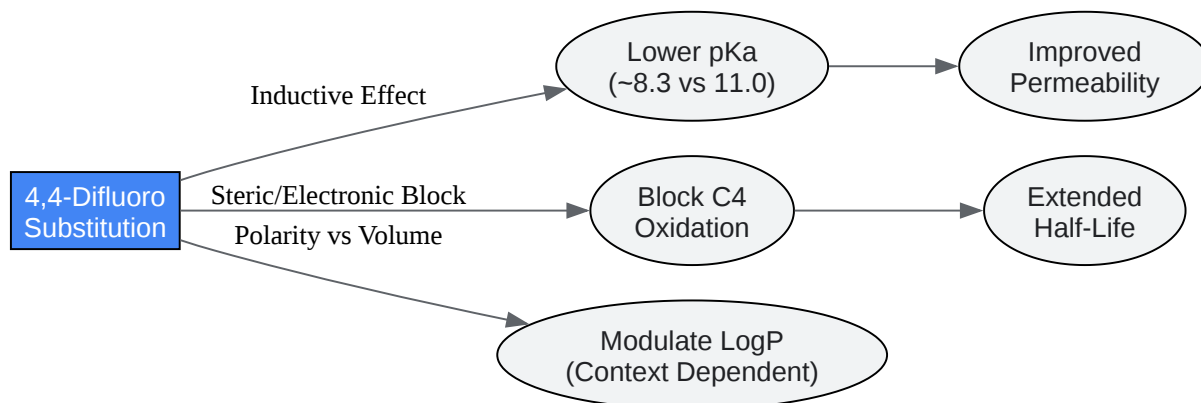 4,4-Difluoro
Substitution
Inductive Effect
Steric/Electronic Block
Polarity vs Volume
Lower pKa
(~8.3 vs 11.0)
Improved
Permeability
Block C4
Oxidation
Extended
Half-Life
Modulate LogP
(Context Dependent)